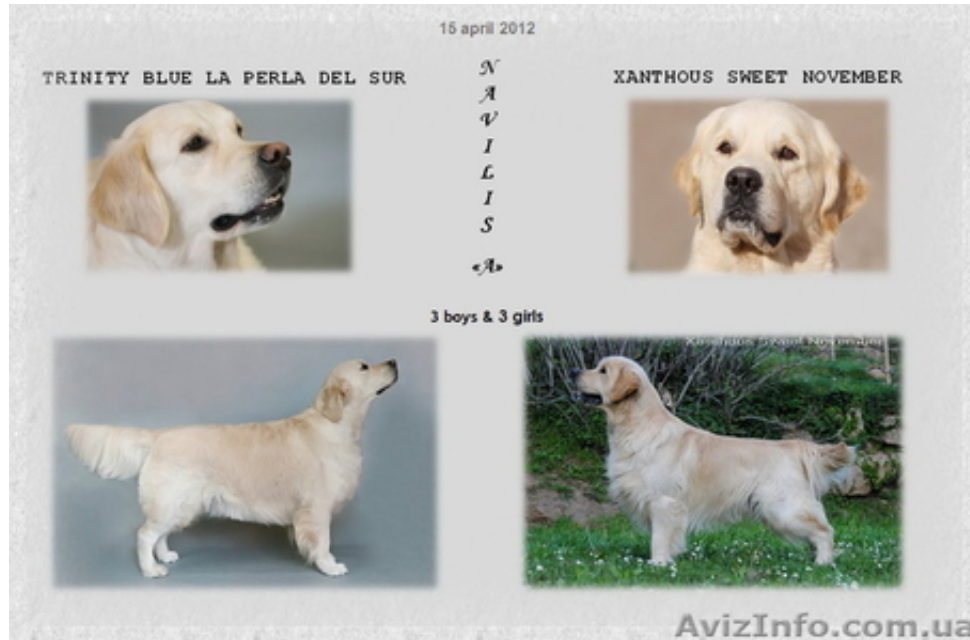 15 april 2012
TRINITY BLUE LA PERLA DEL SUR
NAVILIS
«A»
XANTHOUS SWEET NOVEMBER
3 boys & 3 girls
Xanthous Sweet November
AvizInfo.com.ua